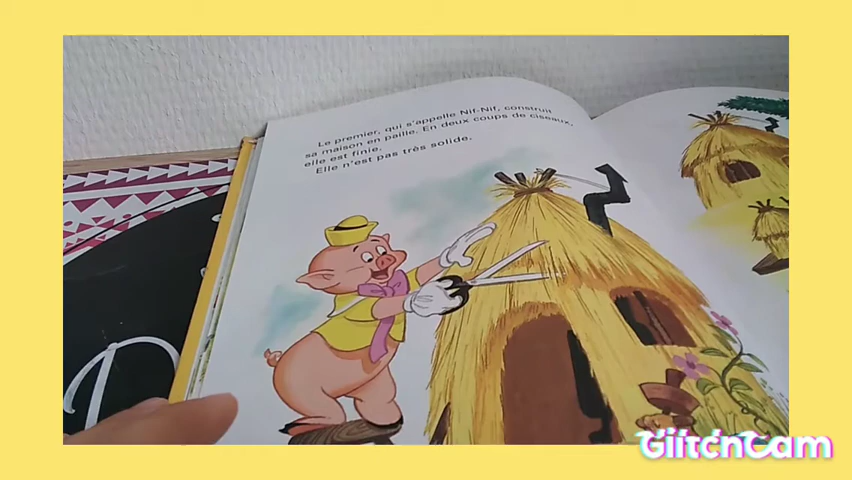 Le premier, qui s'appelle Nif-Nif, construit
sa maison en paille. En deux coups de ciseaux,
elle est finie.
Elle n'est pas très solide.
GlitchCam